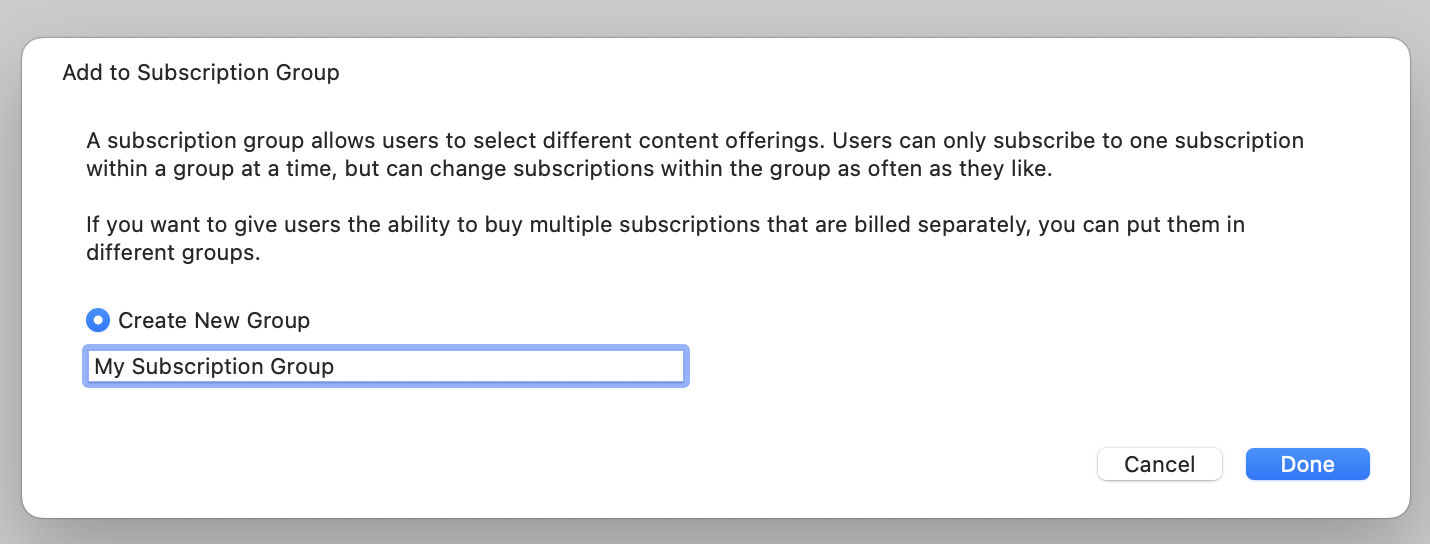 Add to Subscription Group
A subscription group allows users to select different content offerings. Users can only subscribe to one subscription
within a group at a time, but can change subscriptions within the group as often as they like.
If you want to give users the ability to buy multiple subscriptions that are billed separately, you can put them in
different groups.
Create New Group
My Subscription Group
Cancel Done